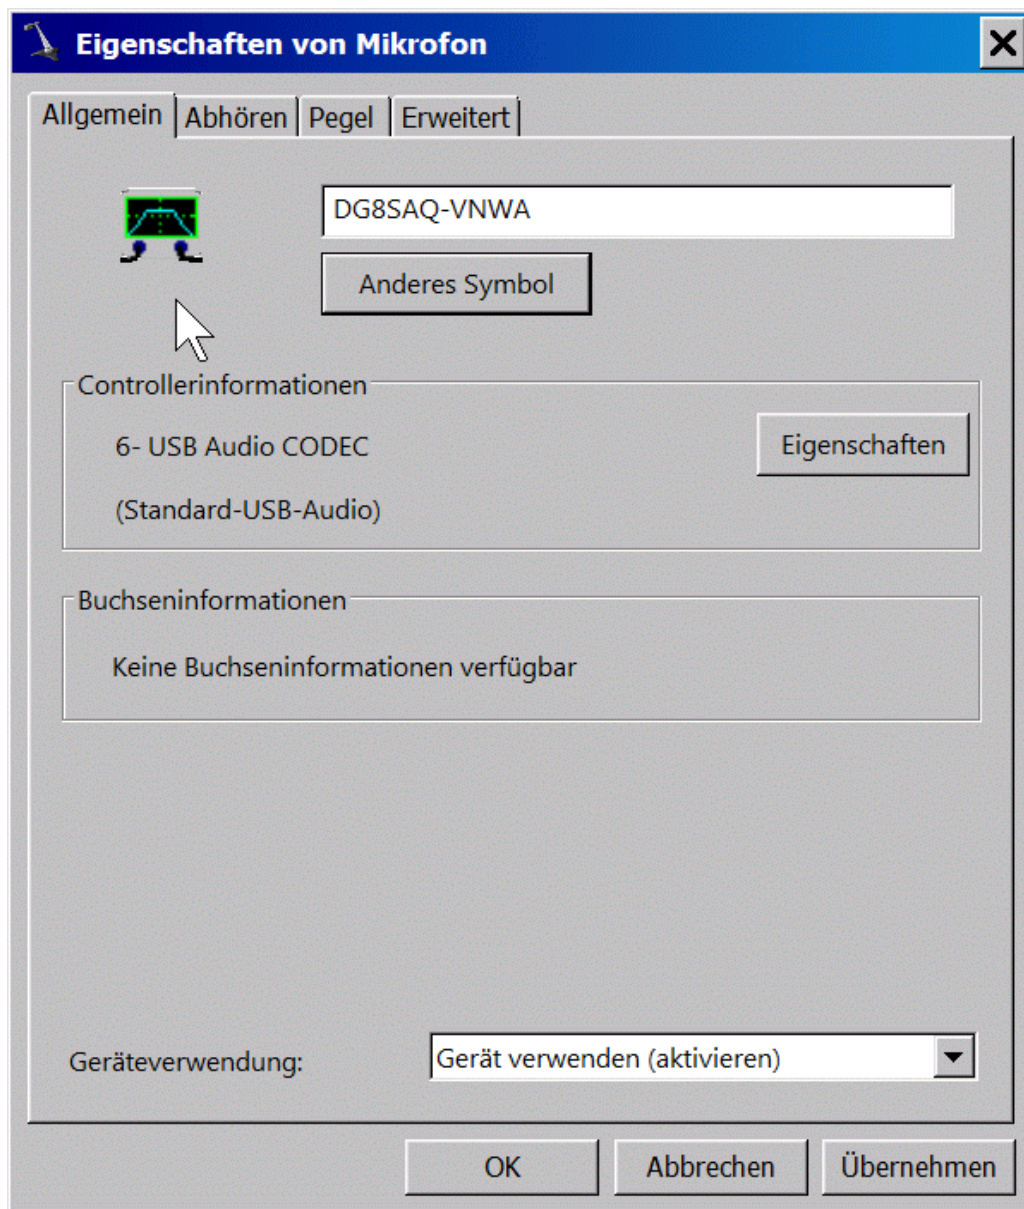 Eigenschaften von Mikrofon
Allgemein Abhören Pegel Erweitert
DG8SAQ-VNWA
Anderes Symbol
Controllerinformationen
6- USB Audio CODEC
Eigenschaften
(Standard-USB-Audio)
Buchseninformationen
Keine Buchseninformationen verfügbar
Geräteverwendung: Gerät verwenden (aktivieren)
OK Abbrechen Übernehmen